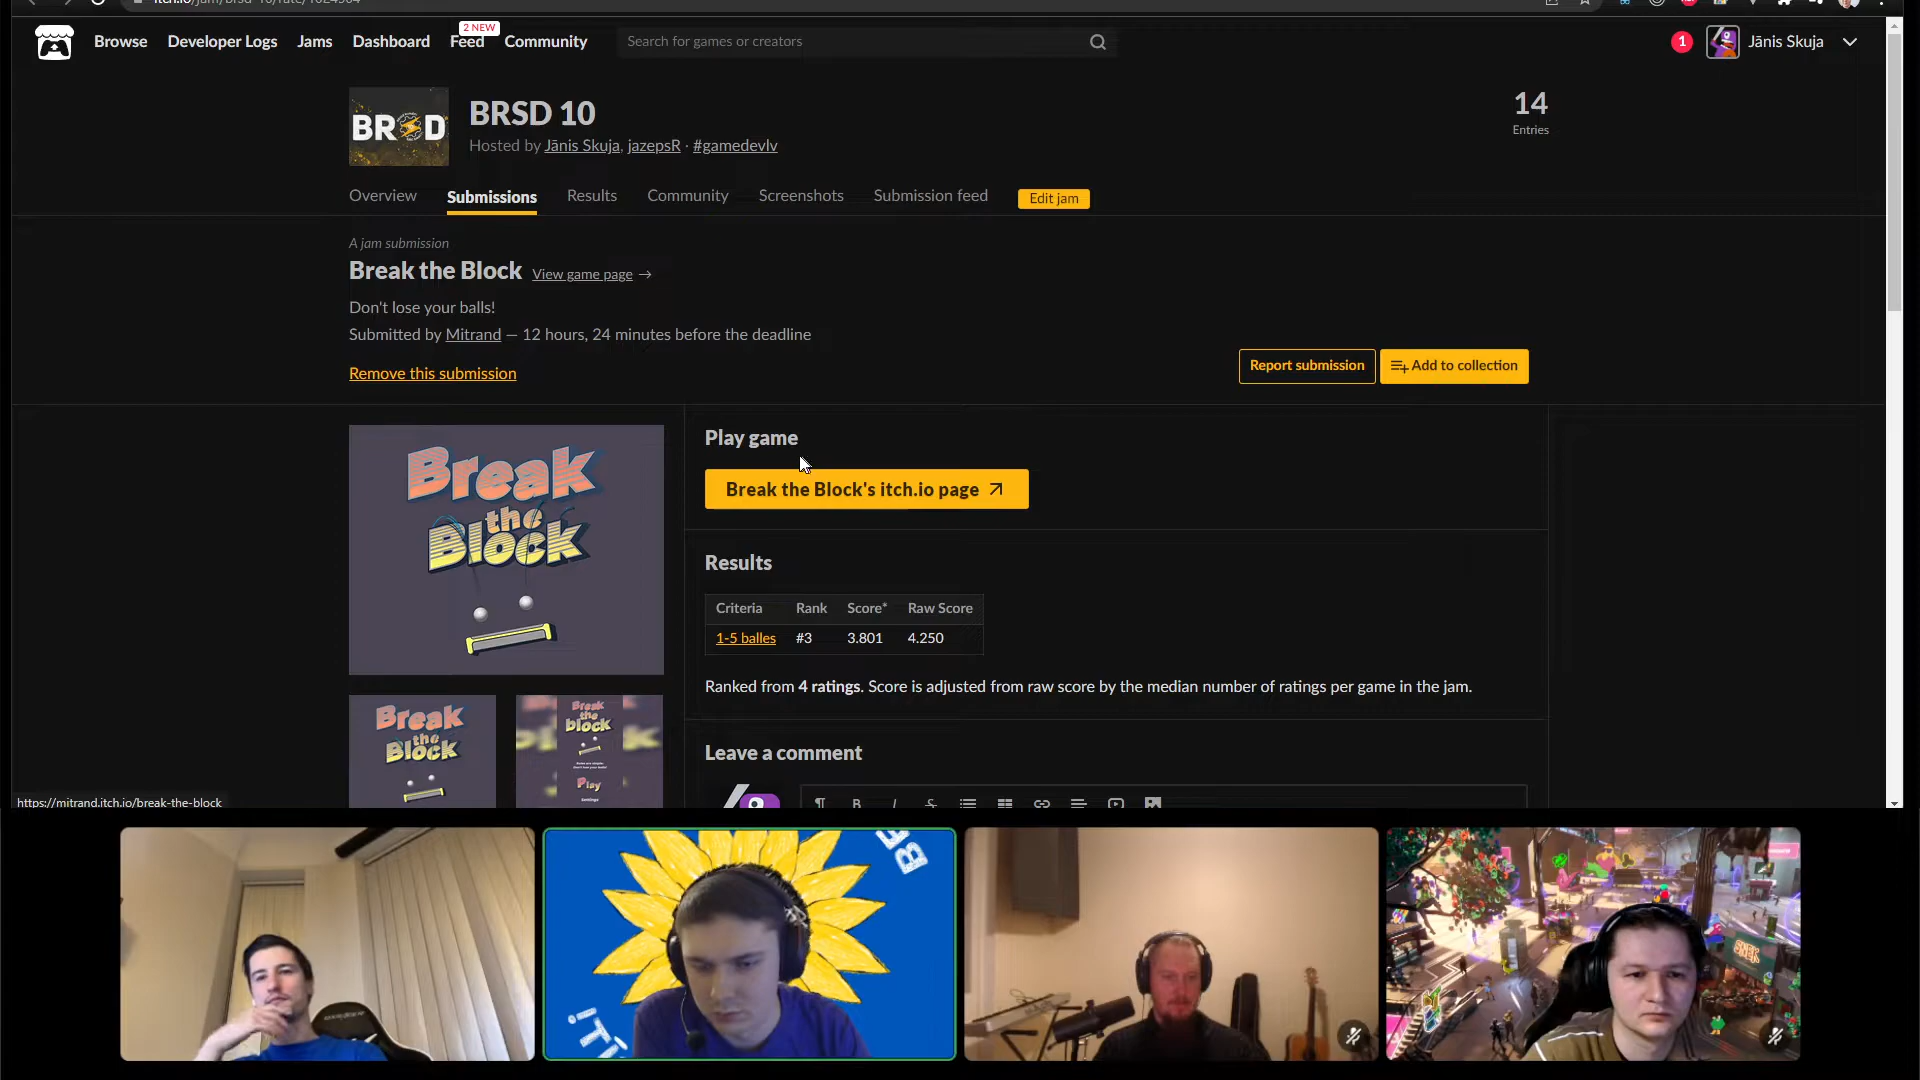 Browse Developer Logs Jams Dashboard Feed Community
2 NEW
Search for games or creators
1
Jānis Skuja
BRSD
BRSD 10
Hosted by Jānis Skuja, jazepsR · #gamedevlv
14
Entries
Overview Submissions Results Community Screenshots Submission feed Edit jam
A jam submission
Break the Block View game page →
Don't lose your balls!
Submitted by Mitrand — 12 hours, 24 minutes before the deadline
Remove this submission
Report submission
Add to collection
Break
the
Block
Play game
Break the Block's itch.io page
Results
Criteria Rank Score* Raw Score
1-5 balles #3 3.801 4.250
Ranked from 4 ratings. Score is adjusted from raw score by the median number of ratings per game in the jam.
Break
the
Block
Break
the
block
Play
Leave a comment
https://mitrand.itch.io/break-the-block